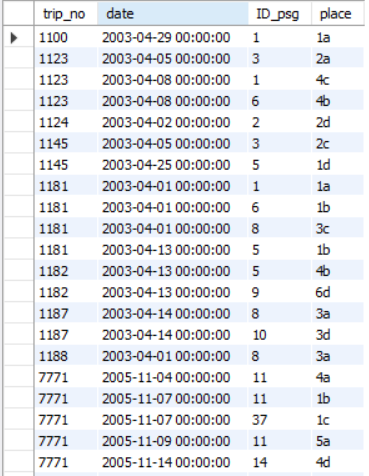 trip_no date ID_psg place
1100 2003-04-29 00:00:00 1 1a
1123 2003-04-05 00:00:00 3 2a
1123 2003-04-08 00:00:00 1 4c
1123 2003-04-08 00:00:00 6 4b
1124 2003-04-02 00:00:00 2 2d
1145 2003-04-05 00:00:00 3 2c
1145 2003-04-25 00:00:00 5 1d
1181 2003-04-01 00:00:00 1 1a
1181 2003-04-01 00:00:00 6 1b
1181 2003-04-01 00:00:00 8 3c
1181 2003-04-13 00:00:00 5 1b
1182 2003-04-13 00:00:00 5 4b
1182 2003-04-13 00:00:00 9 6d
1187 2003-04-14 00:00:00 8 3a
1187 2003-04-14 00:00:00 10 3d
1188 2003-04-01 00:00:00 8 3a
7771 2005-11-04 00:00:00 11 4a
7771 2005-11-07 00:00:00 11 1b
7771 2005-11-07 00:00:00 37 1c
7771 2005-11-09 00:00:00 11 5a
7771 2005-11-14 00:00:00 14 4d